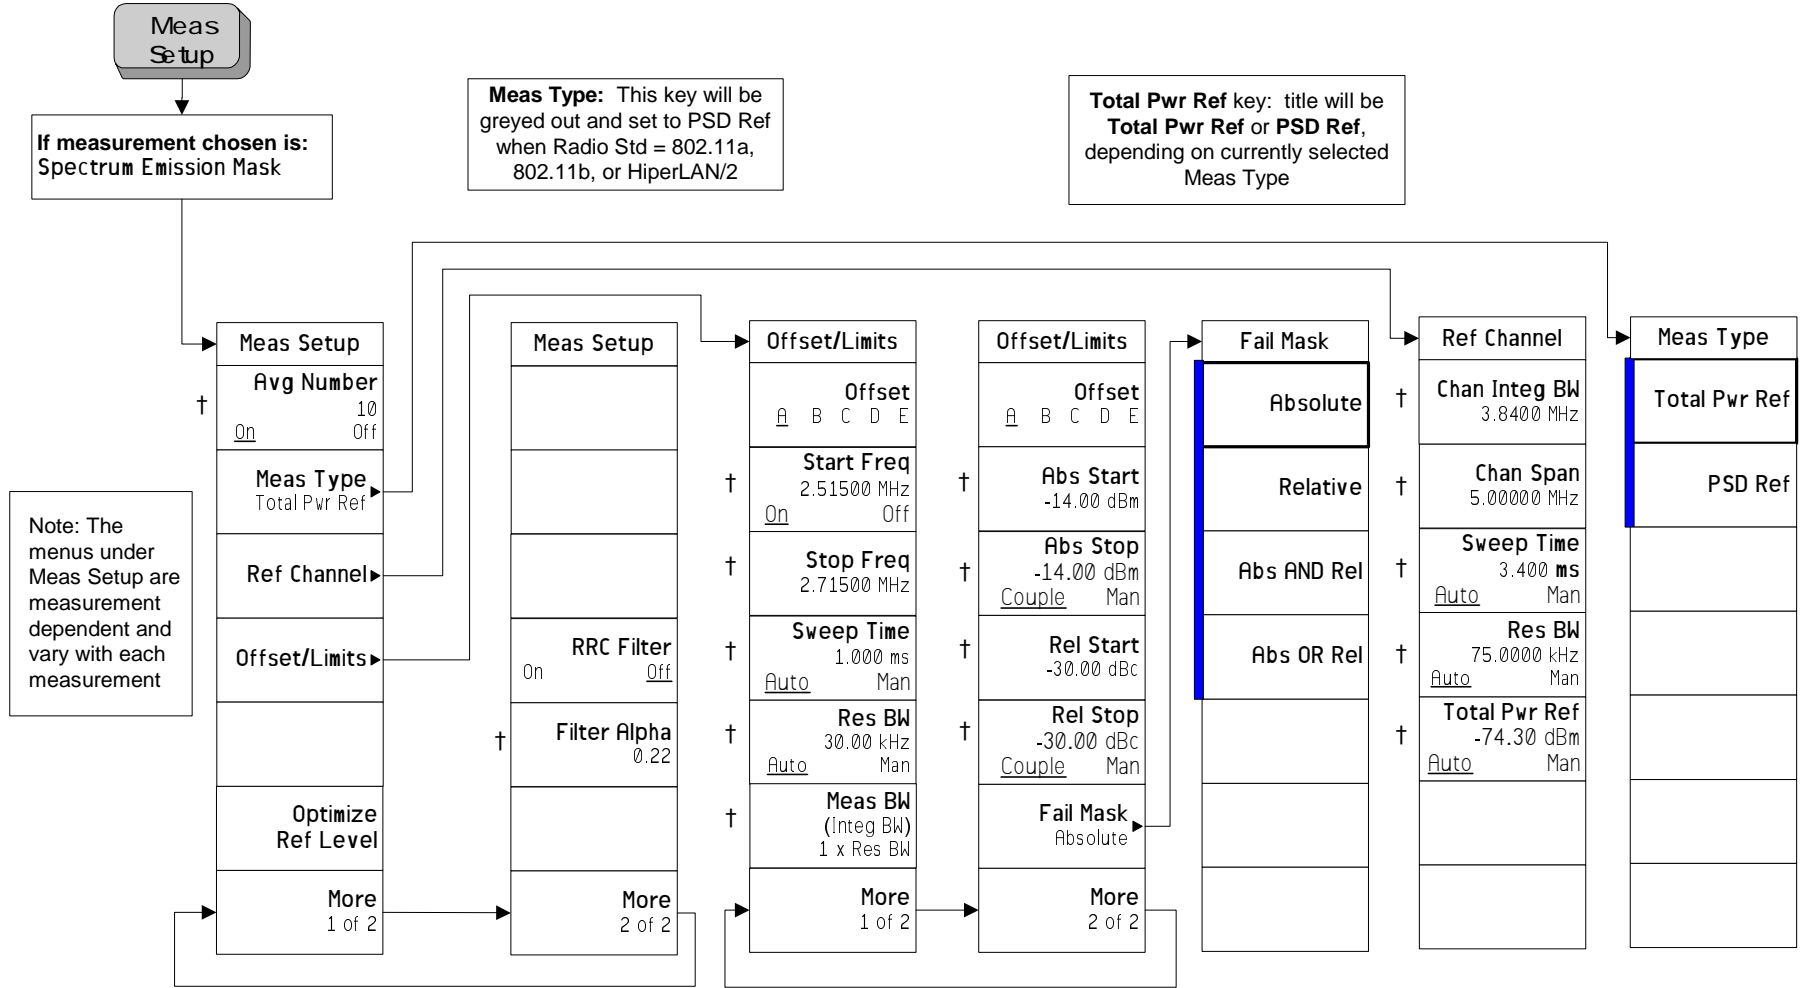 Meas
Setup
If measurement chosen is:
Spectrum Emission Mask
Meas Type: This key will be
greyed out and set to PSD Ref
when Radio Std = 802.11a,
802.11b, or HiperLAN/2
Total Pwr Ref key: title will be
Total Pwr Ref or PSD Ref,
depending on currently selected
Meas Type
Note: The
menus under
Meas Setup are
measurement
dependent and
vary with each
measurement
Meas Setup
† Avg Number
10
On Off
Meas Type
Total Pwr Ref
Ref Channel
Offset/Limits
Optimize
Ref Level
More
1 of 2
Meas Setup
RRC Filter
On Off
† Filter Alpha
0.22
More
2 of 2
Offset/Limits
Offset
A B C D E
† Start Freq
2.51500 MHz
On Off
† Stop Freq
2.71500 MHz
† Sweep Time
1.000 ms
Auto Man
† Res BW
30.00 kHz
Auto Man
† Meas BW
(Integ BW)
1 x Res BW
More
1 of 2
Offset/Limits
Offset
A B C D E
† Abs Start
-14.00 dBm
† Abs Stop
-14.00 dBm
Couple Man
† Rel Start
-30.00 dBc
† Rel Stop
-30.00 dBc
Couple Man
Fail Mask
Absolute
More
2 of 2
Fail Mask
Absolute
Relative
Abs AND Rel
Abs OR Rel
Ref Channel
† Chan Integ BW
3.8400 MHz
† Chan Span
5.00000 MHz
† Sweep Time
3.400 ms
Auto Man
† Res BW
75.0000 kHz
Auto Man
† Total Pwr Ref
-74.30 dBm
Auto Man
Meas Type
Total Pwr Ref
PSD Ref